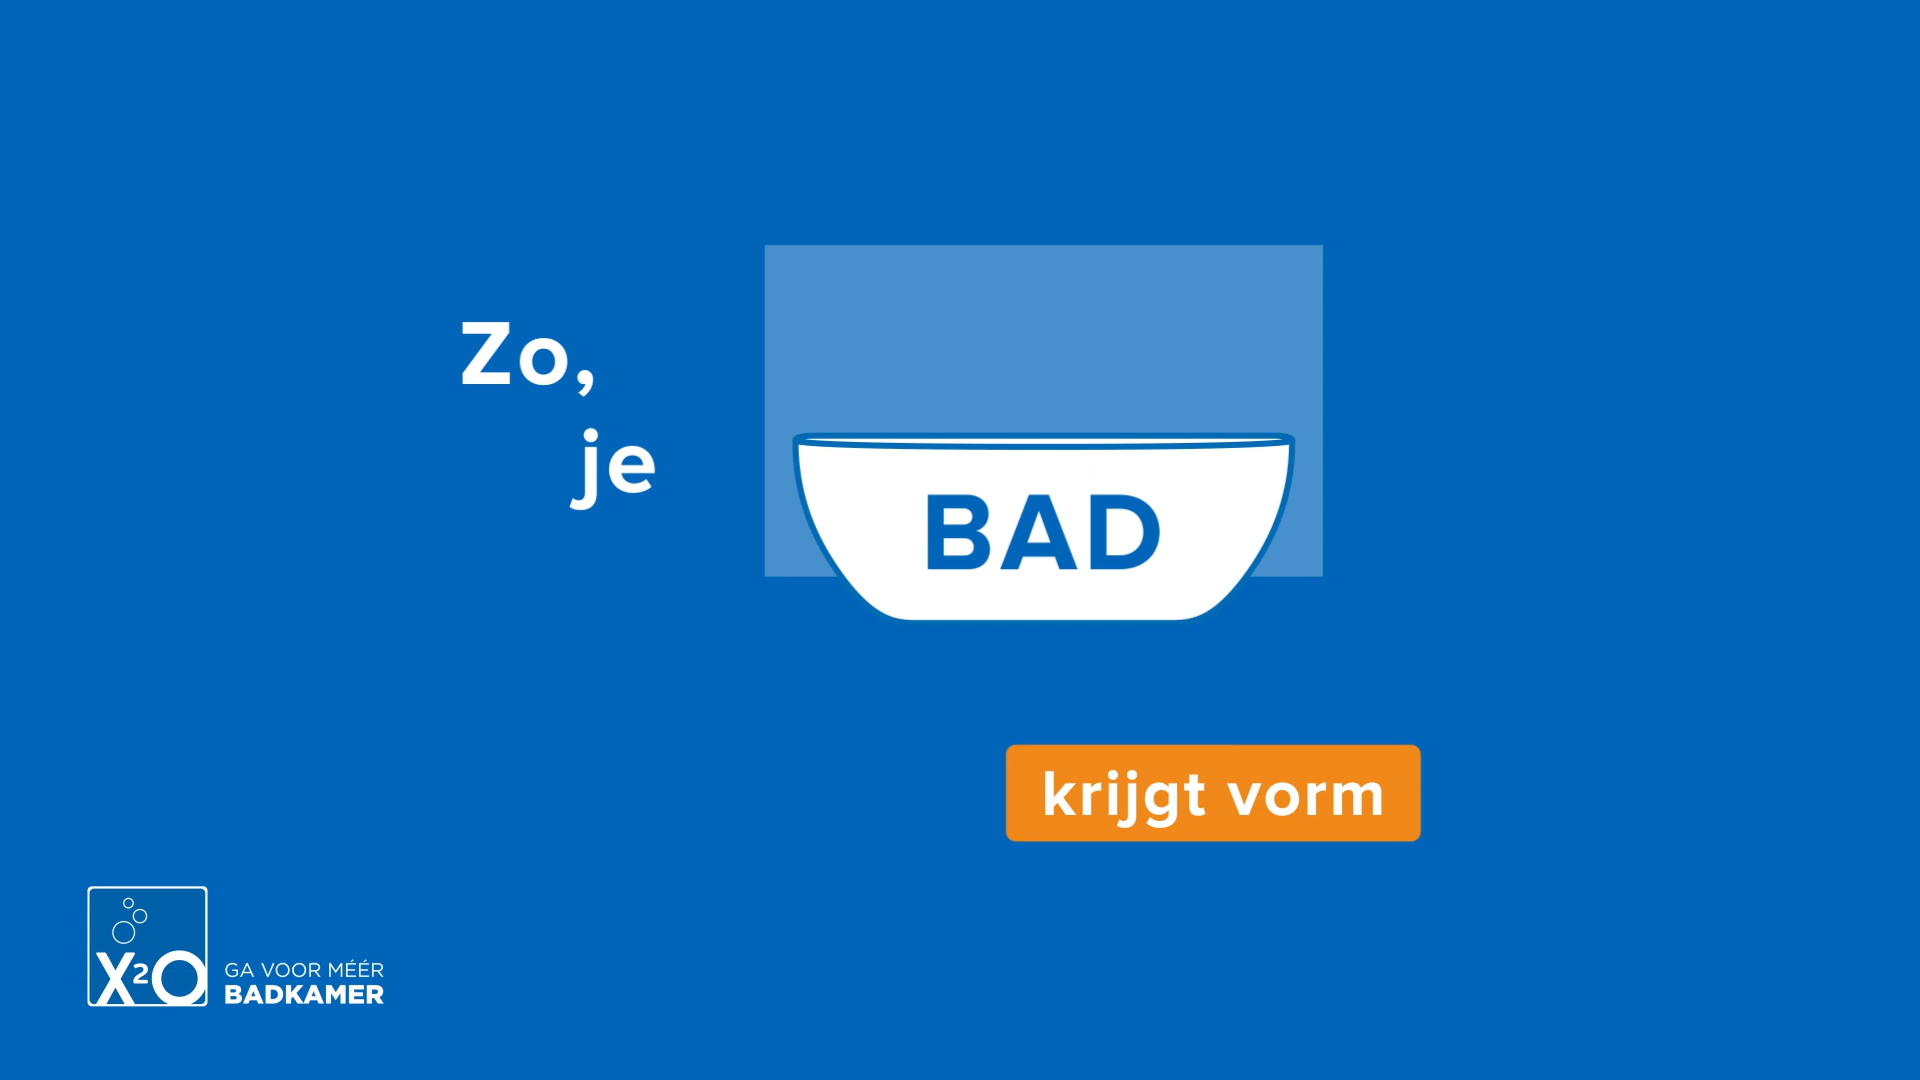 Zo,
je
BAD
krijgt vorm
X²O
GA VOOR MÉÉR
BADKAMER